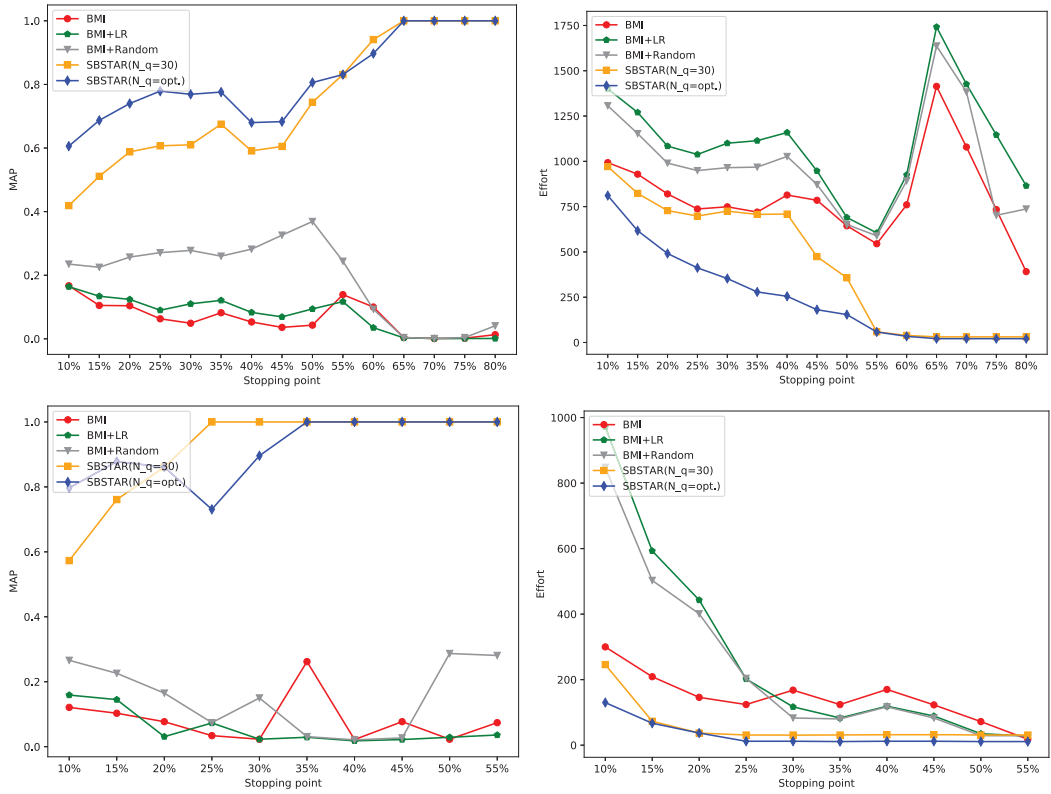 BMI
BMI+LR
BMI+Random
SBSTAR(N_q=30)
SBSTAR(N_q=opt.)
MAP
1.0
0.8
0.6
0.4
0.2
0.0
10% 15% 20% 25% 30% 35% 40% 45% 50% 55% 60% 65% 70% 75% 80%
Stopping point
BMI
BMI+LR
BMI+Random
SBSTAR(N_q=30)
SBSTAR(N_q=opt.)
Effort
1750
1500
1250
1000
750
500
250
0
10% 15% 20% 25% 30% 35% 40% 45% 50% 55% 60% 65% 70% 75% 80%
Stopping point
BMI
BMI+LR
BMI+Random
SBSTAR(N_q=30)
SBSTAR(N_q=opt.)
MAP
1.0
0.8
0.6
0.4
0.2
0.0
10% 15% 20% 25% 30% 35% 40% 45% 50% 55%
Stopping point
BMI
BMI+LR
BMI+Random
SBSTAR(N_q=30)
SBSTAR(N_q=opt.)
Effort
1000
800
600
400
200
0
10% 15% 20% 25% 30% 35% 40% 45% 50% 55%
Stopping point